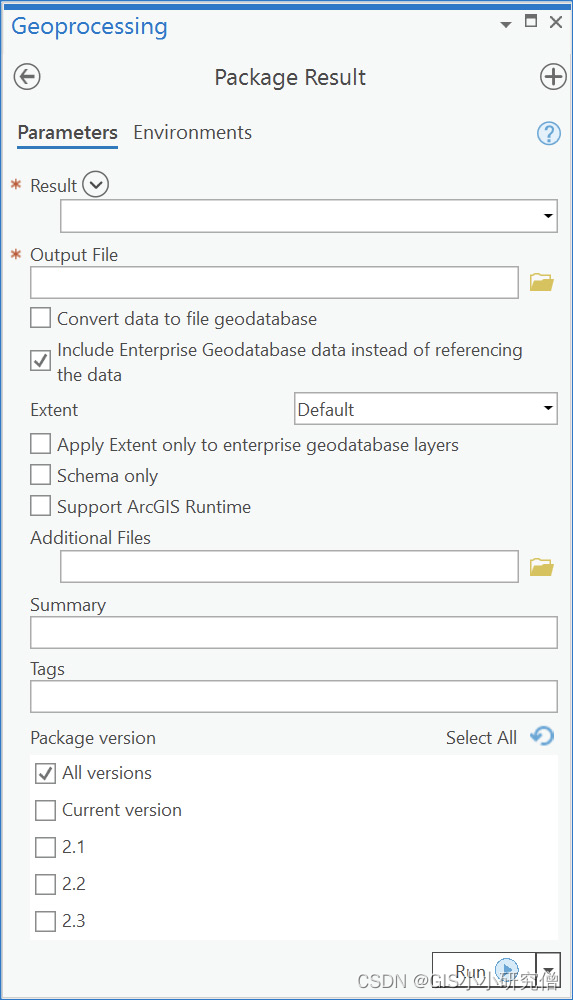 Geoprocessing
Package Result
Parameters Environments
* Result
* Output File
Convert data to file geodatabase
Include Enterprise Geodatabase data instead of referencing
the data
Extent Default
Apply Extent only to enterprise geodatabase layers
Schema only
Support ArcGIS Runtime
Additional Files
Summary
Tags
Package version Select All
All versions
Current version
2.1
2.2
2.3
Run
CSDN @GIS小小研究僧